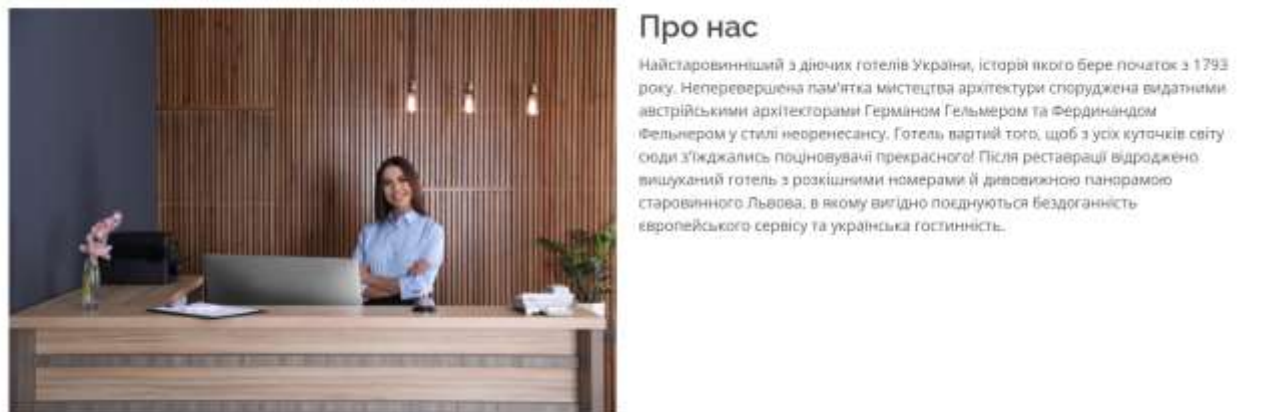 Про нас
Найстаровинніший з діючих готелів України, історія якого бере початок з 1793
року. Неперевершена пам'ятка мистецтва архітектури споруджена видатними
австрійськими архітекторами Германом Гельмером та Фердинандом
Фельнером у стилі неоренесансу. Готель вартий того, щоб з усіх куточків світу
сюди з'їжджались поціновувачі прекрасного! Після реставрації відроджено
вишуканий готель з розкішними номерами й дивовижною панорамою
старовинного Львова, в якому вигідно поєднуються бездоганність
європейського сервісу та українська гостинність.